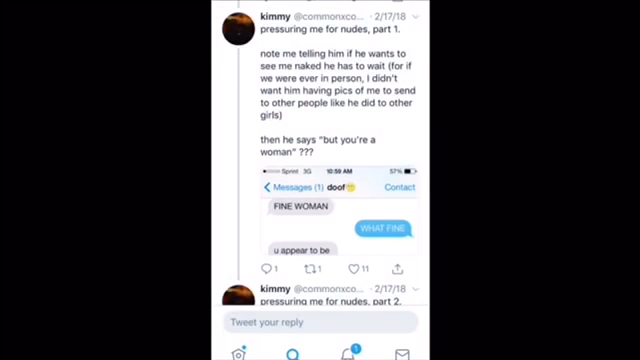 kimmy @commonxco... · 2/17/18
pressuring me for nudes, part 1.
note me telling him if he wants to
see me naked he has to wait (for if
we were ever in person, I didn't
want him having pics of me to send
to other people like he did to other
girls)
then he says "but you're a
woman" ???
Sprint 3G 10:59 AM 57%
Messages (1) doof Contact
FINE WOMAN
WHAT FINE
u appear to be
1 1 11
kimmy @commonxco... · 2/17/18
pressuring me for nudes, part 2.
Tweet your reply
1